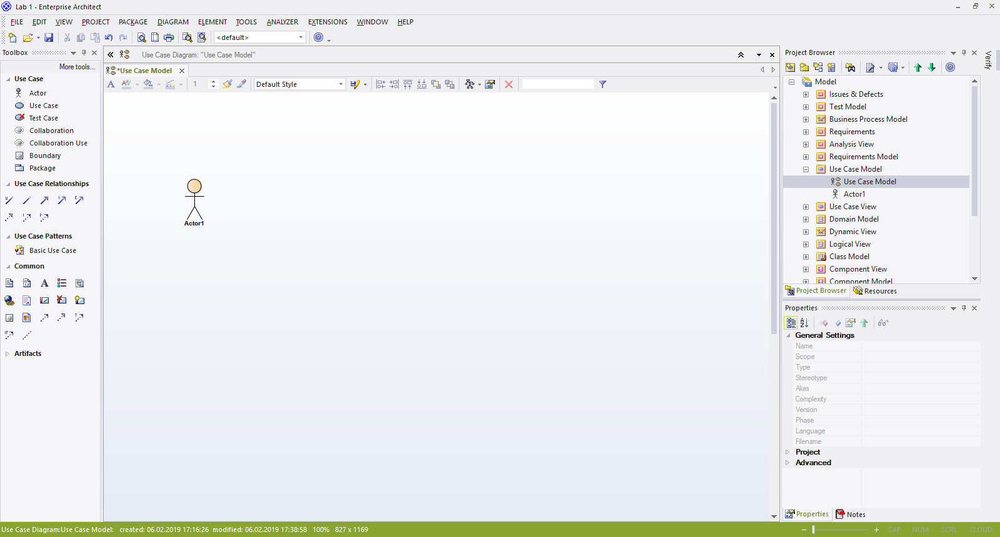 Lab 1 - Enterprise Architect
FILE EDIT VIEW PROJECT PACKAGE DIAGRAM ELEMENT TOOLS ANALYZER EXTENSIONS WINDOW HELP
<default>
Toolbox
More tools...
Use Case
Actor
Use Case
Test Case
Collaboration
Collaboration Use
Boundary
Package
Use Case Relationships
Use Case Patterns
Basic Use Case
Common
Artifacts
Use Case Diagram: "Use Case Model"
*Use Case Model
1
Default Style
Actor1
Project Browser
Verify
Model
Issues & Defects
Test Model
Business Process Model
Requirements
Analysis View
Requirements Model
Use Case Model
Use Case Model
Actor1
Use Case View
Domain Model
Dynamic View
Logical View
Class Model
Component View
Component Model
Project Browser Resources
Properties
General Settings
Name
Scope
Type
Stereotype
Alias
Complexity
Version
Phase
Language
Filename
Project
Advanced
Properties Notes
Use Case Diagram:Use Case Model: created: 06.02.2019 17:16:26 modified: 06.02.2019 17:38:58 100% 827 x 1169
CAP NUM SCRL CLOUD